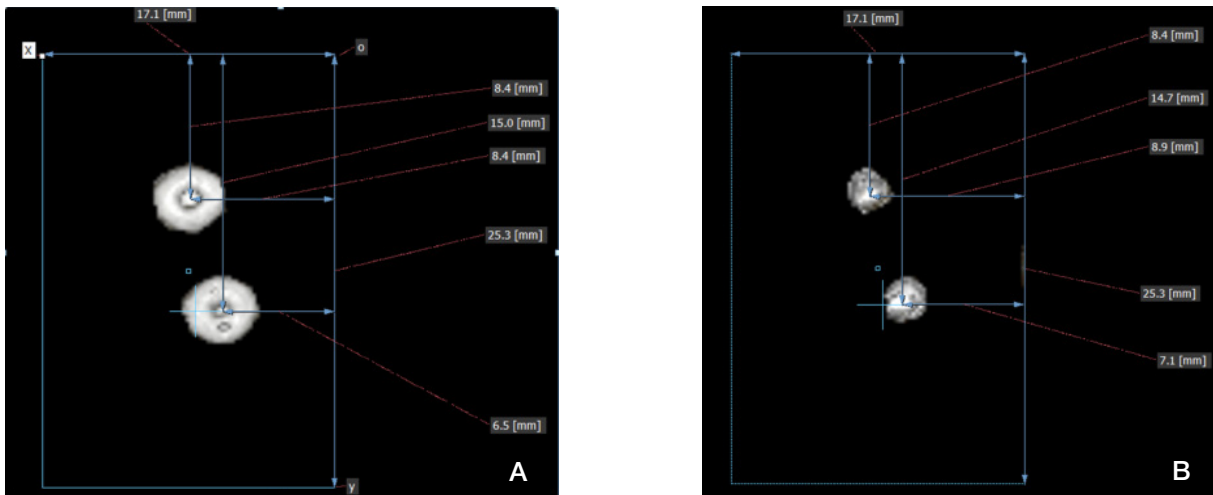 17.1 [mm]
X
o
8.4 [mm]
15.0 [mm]
8.4 [mm]
25.3 [mm]
6.5 [mm]
A
y
17.1 [mm]
8.4 [mm]
14.7 [mm]
8.9 [mm]
25.3 [mm]
7.1 [mm]
B